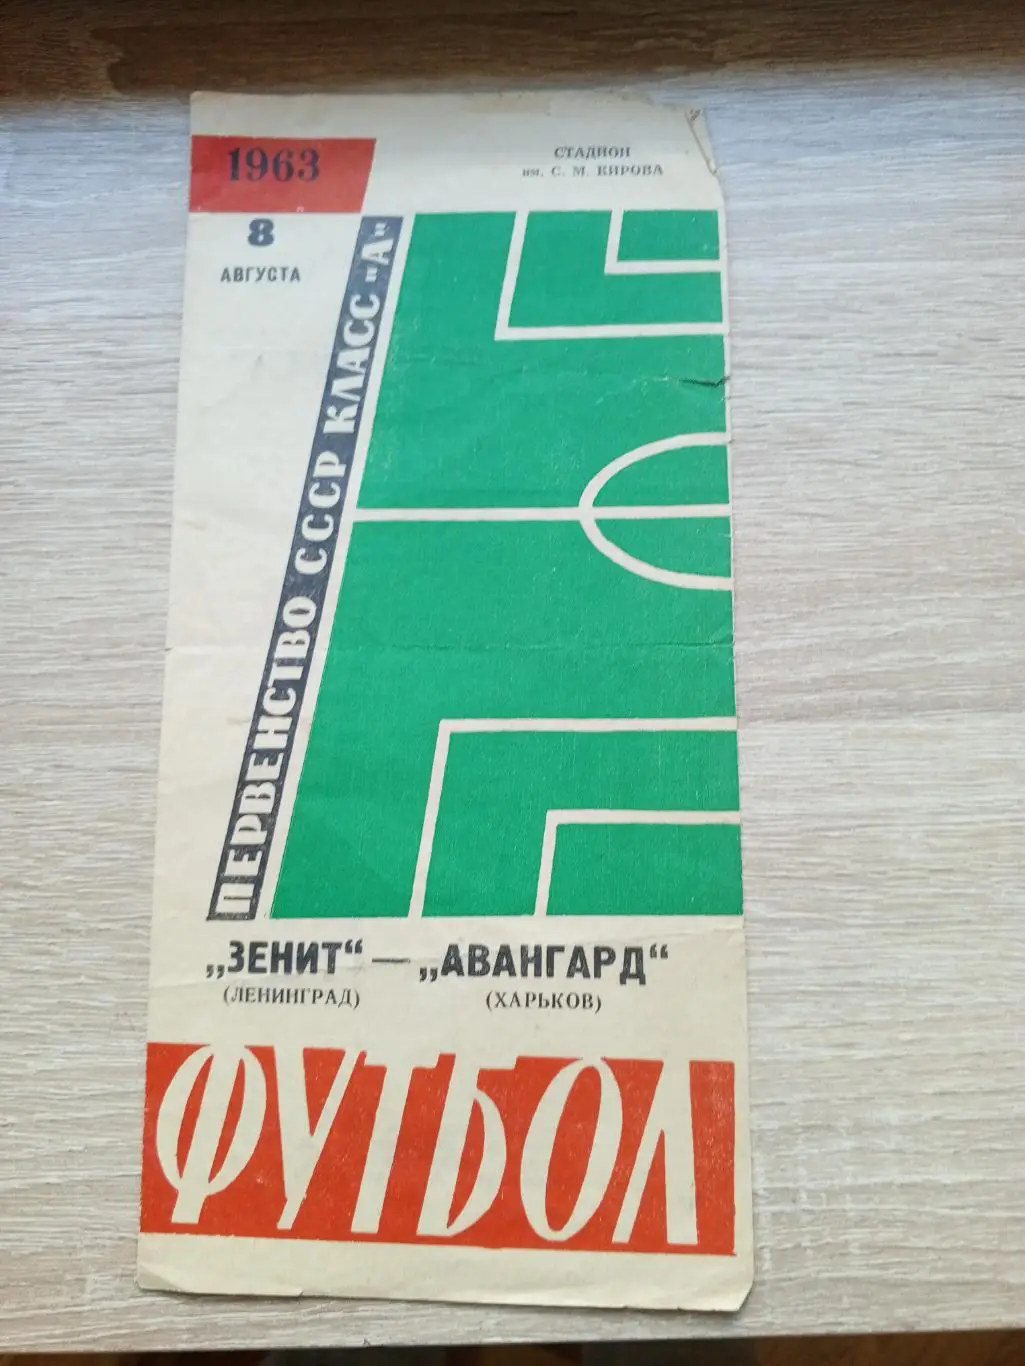 1963
СТАДИОН
им. С. М. КИРОВА
8
АВГУСТА
ПЕРВЕНСТВО СССР КЛАСС „А“
„ЗЕНИТ“ — „АВАНГАРД“
(ЛЕНИНГРАД) (ХАРЬКОВ)
ФУТБОЛ